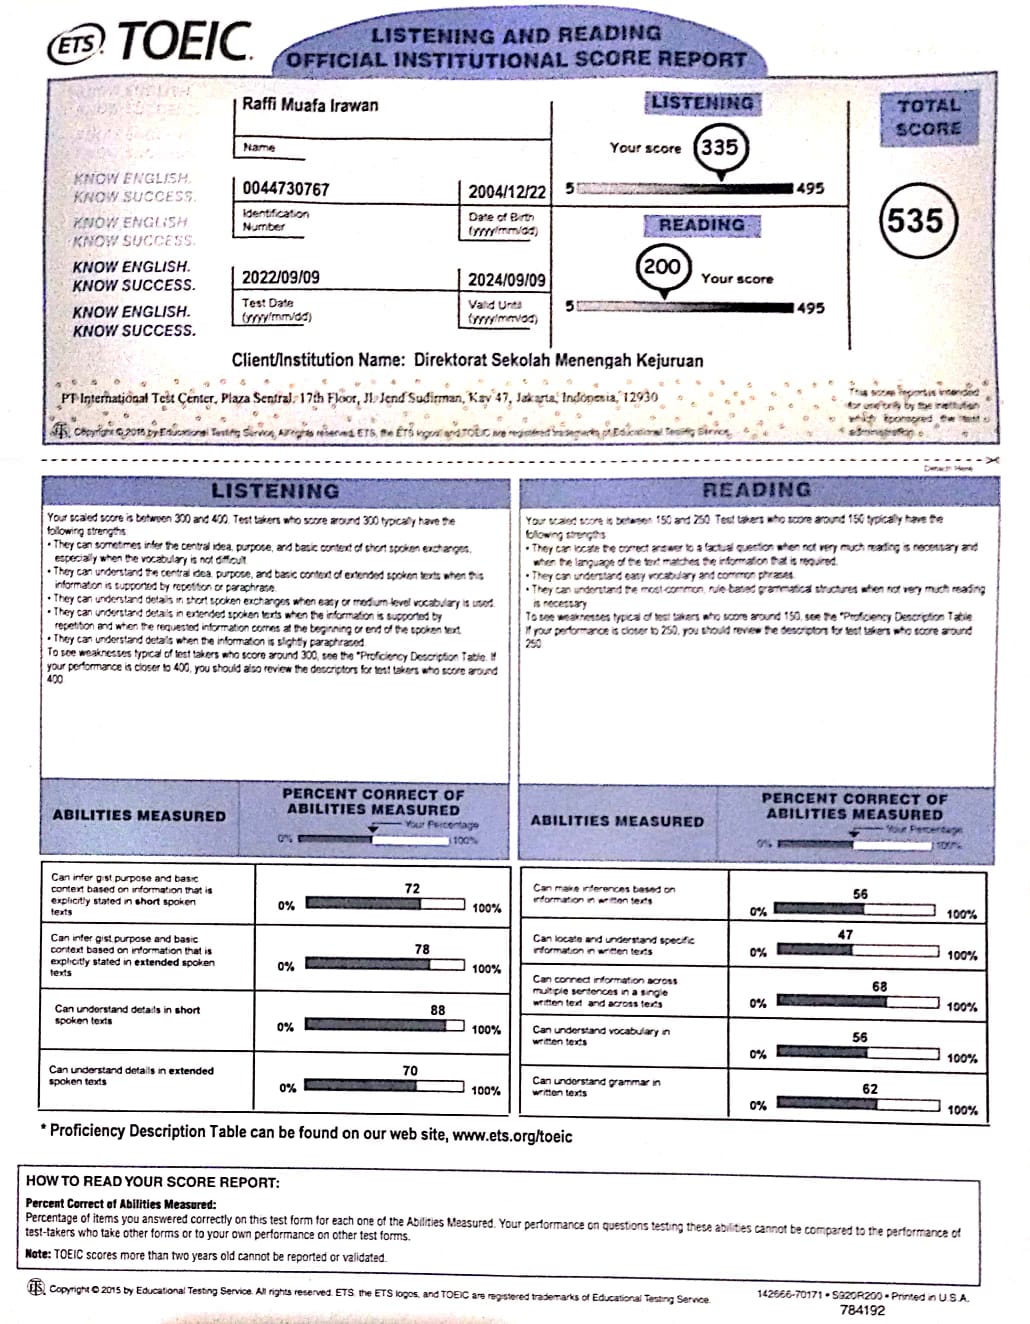 ETS TOEIC.
LISTENING AND READING
OFFICIAL INSTITUTIONAL SCORE REPORT
KNOW ENGLISH.
KNOW SUCCESS.
KNOW ENGLISH
KNOW SUCCESS.
KNOW ENGLISH.
KNOW SUCCESS.
KNOW ENGLISH.
KNOW SUCCESS.
Raffi Muafa Irawan
Name
0044730767
Identification
Number
2004/12/22
Date of Birth
(yyyy/mm/dd)
2022/09/09
Test Date
(yyyy/mm/dd)
2024/09/09
Valid Until
(yyyy/mm/dd)
LISTENING
Your score 335
5 495
READING
200 Your score
5 495
TOTAL
SCORE
535
Client/Institution Name: Direktorat Sekolah Menengah Kejuruan
PT International Test Center, Plaza Sentral, 17th Floor, Jl. Jend Sudirman, Kav 47, Jakarta, Indonesia, 12930
This score report is intended
for use only by the institution
which sponsored the test
administration
Copyright © 2015 by Educational Testing Service. All rights reserved. ETS, the ETS logos, and TOEIC are registered trademarks of Educational Testing Service.
Detach Here
LISTENING
Your scaled score is between 300 and 400. Test takers who score around 300 typically have the
following strengths
• They can sometimes infer the central idea, purpose, and basic context of short spoken exchanges,
especially when the vocabulary is not difficult.
• They can understand the central idea, purpose, and basic context of extended spoken texts when this
information is supported by repetition or paraphrase.
• They can understand details in short spoken exchanges when easy or medium-level vocabulary is used.
• They can understand details in extended spoken texts when the information is supported by
repetition and when the requested information comes at the beginning or end of the spoken text.
• They can understand details when the information is slightly paraphrased.
To see weaknesses typical of test takers who score around 300, see the *Proficiency Description Table. If
your performance is closer to 400, you should also review the descriptors for test takers who score around
400
READING
Your scaled score is between 150 and 250. Test takers who score around 150 typically have the
following strengths
• They can locate the correct answer to a factual question when not very much reading is necessary and
when the language of the text matches the information that is required.
• They can understand easy vocabulary and common phrases.
• They can understand the most-common, rule-based grammatical structures when not very much reading
is necessary
To see weaknesses typical of test takers who score around 150, see the *Proficiency Description Table.
If your performance is closer to 250, you should review the descriptors for test takers who score around
250.
ABILITIES MEASURED
PERCENT CORRECT OF
ABILITIES MEASURED
Your Percentage
0% 100%
Can infer gist, purpose and basic
context based on information that is
explicitly stated in short spoken
texts
72
0% 100%
Can infer gist, purpose and basic
context based on information that is
explicitly stated in extended spoken
texts
78
0% 100%
Can understand details in short
spoken texts
88
0% 100%
Can understand details in extended
spoken texts
70
0% 100%
ABILITIES MEASURED
PERCENT CORRECT OF
ABILITIES MEASURED
Your Percentage
0% 100%
Can make inferences based on
information in written texts
56
0% 100%
Can locate and understand specific
information in written texts
47
0% 100%
Can connect information across
multiple sentences in a single
written text and across texts
68
0% 100%
Can understand vocabulary in
written texts
56
0% 100%
Can understand grammar in
written texts
62
0% 100%
* Proficiency Description Table can be found on our web site, www.ets.org/toeic
HOW TO READ YOUR SCORE REPORT:
Percent Correct of Abilities Measured:
Percentage of items you answered correctly on this test form for each one of the Abilities Measured. Your performance on questions testing these abilities cannot be compared to the performance of
test-takers who take other forms or to your own performance on other test forms.
Note: TOEIC scores more than two years old cannot be reported or validated.
Copyright © 2015 by Educational Testing Service. All rights reserved. ETS, the ETS logos, and TOEIC are registered trademarks of Educational Testing Service.
142666-70171 • S920R200 • Printed in U.S.A.
784192